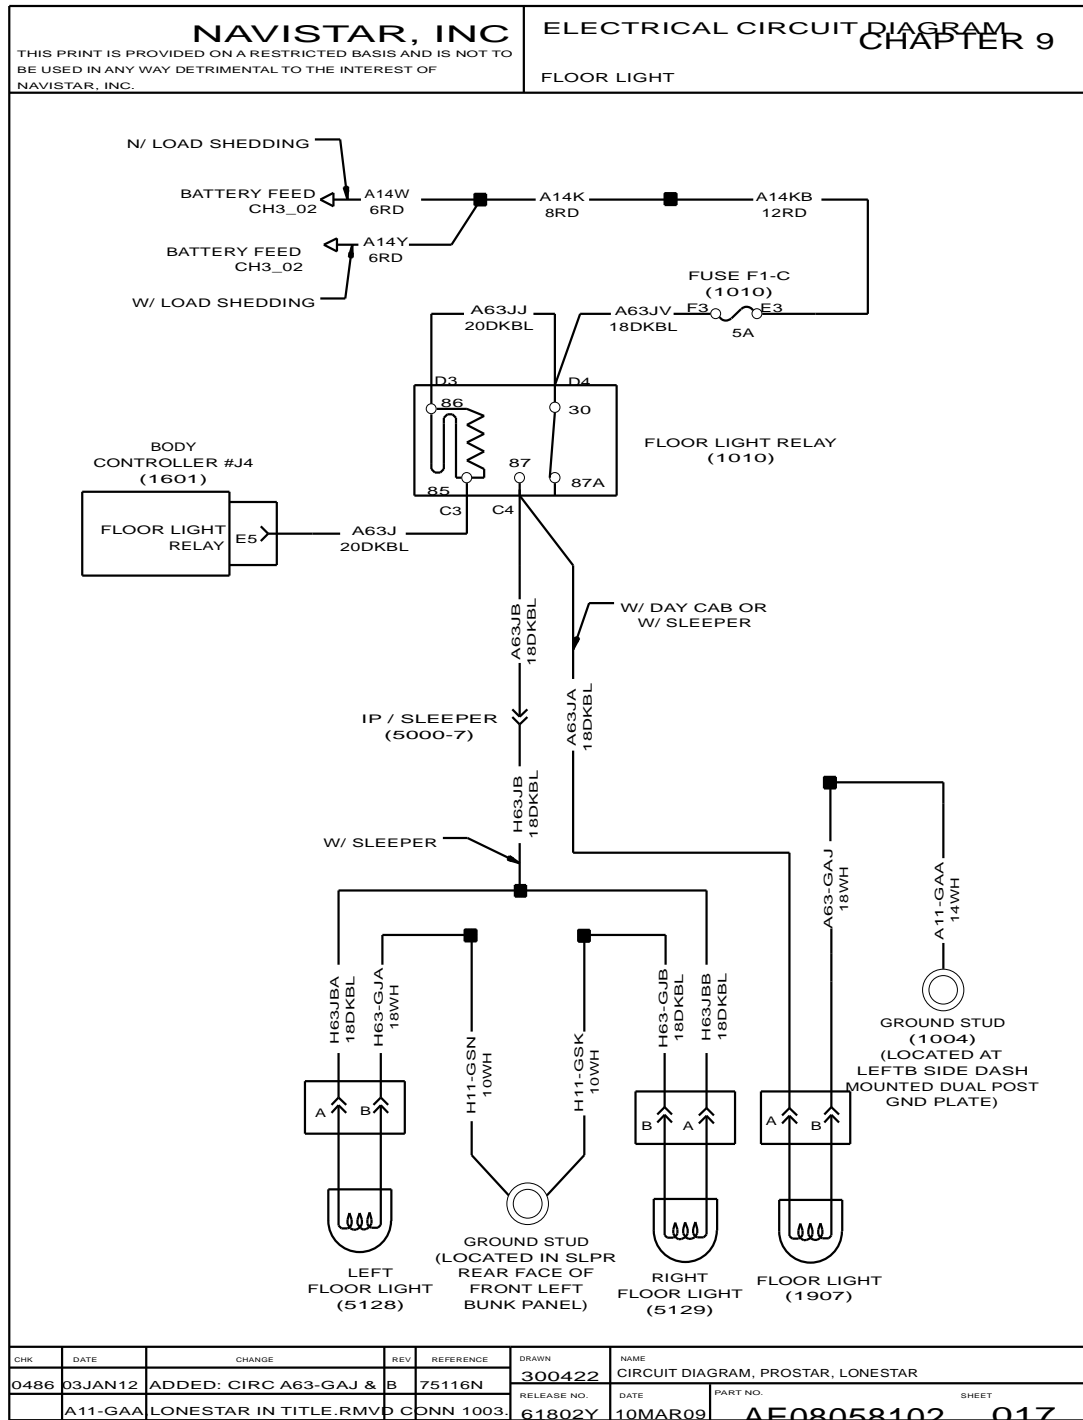 NAVISTAR, INC
THIS PRINT IS PROVIDED ON A RESTRICTED BASIS AND IS NOT TO
BE USED IN ANY WAY DETRIMENTAL TO THE INTEREST OF
NAVISTAR, INC.
ELECTRICAL CIRCUIT DIAGRAM
CHAPTER 9
FLOOR LIGHT
N/ LOAD SHEDDING
BATTERY FEED
CH3_02
A14W
6RD
A14K
8RD
A14KB
12RD
BATTERY FEED
CH3_02
A14Y
6RD
W/ LOAD SHEDDING
FUSE F1-C
(1010)
F3
E3
5A
A63JJ
20DKBL
A63JV
18DKBL
D3
D4
86
30
87
87A
85
C3
C4
FLOOR LIGHT RELAY
(1010)
BODY
CONTROLLER #J4
(1601)
FLOOR LIGHT
RELAY
E5
A63J
20DKBL
A63JB
18DKBL
W/ DAY CAB OR
W/ SLEEPER
A63JA
18DKBL
IP / SLEEPER
(5000-7)
H63JB
18DKBL
W/ SLEEPER
A63-GAJ
18WH
A11-GAA
14WH
H63JBA
18DKBL
H63-GJA
18WH
H11-GSN
10WH
H11-GSK
10WH
H63-GJB
18DKBL
H63JBB
18DKBL
GROUND STUD
(1004)
(LOCATED AT
LEFTB SIDE DASH
MOUNTED DUAL POST
GND PLATE)
A
B
B
A
A
B
GROUND STUD
(LOCATED IN SLPR
REAR FACE OF
FRONT LEFT
BUNK PANEL)
LEFT
FLOOR LIGHT
(5128)
RIGHT
FLOOR LIGHT
(5129)
FLOOR LIGHT
(1907)
CHK DATE CHANGE REV REFERENCE
0486 03JAN12 ADDED: CIRC A63-GAJ & B 75116N
A11-GAA LONESTAR IN TITLE.RMVD CONN 1003.
DRAWN
300422
NAME
CIRCUIT DIAGRAM, PROSTAR, LONESTAR
RELEASE NO.
61802Y
DATE
10MAR09
PART NO.
AE08058102
SHEET
017